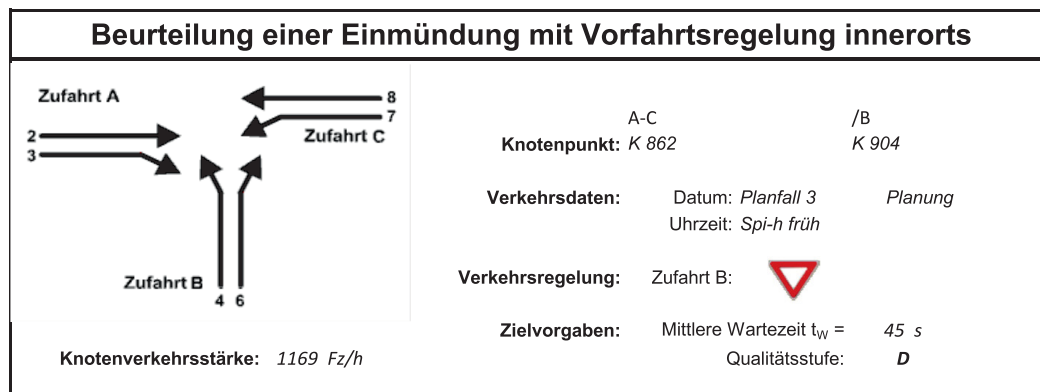 Beurteilung einer Einmündung mit Vorfahrtsregelung innerorts
Zufahrt A
8
7
Zufahrt C
2
3
Zufahrt B
4 6
Knotenverkehrsstärke: 1169 Fz/h
A-C /B
Knotenpunkt: K 862 K 904
Verkehrsdaten: Datum: Planfall 3 Planung
Uhrzeit: Spi-h früh
Verkehrsregelung: Zufahrt B:
Zielvorgaben: Mittlere Wartezeit tW = 45 s
Qualitätsstufe: D